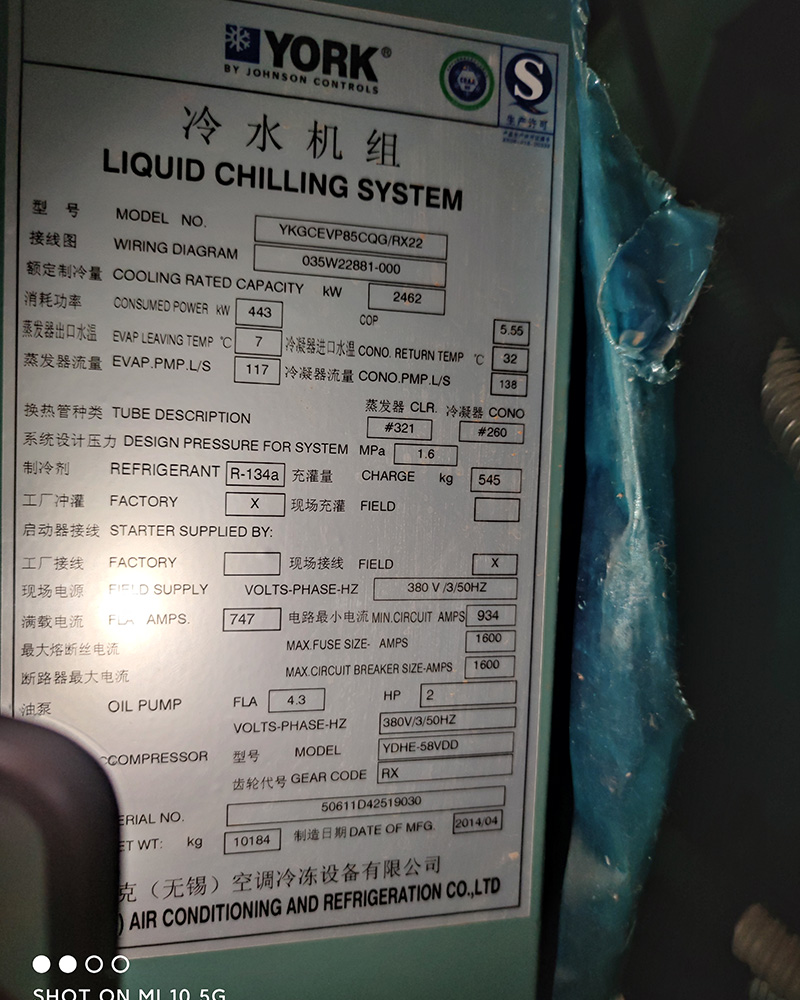 YORK®
BY JOHNSON CONTROLS
生产许可
冷水机组
LIQUID CHILLING SYSTEM
型 号 MODEL NO. YKGCEVP85CQG/RX22
接线图 WIRING DIAGRAM 035W22881-000
额定制冷量 COOLING RATED CAPACITY kW 2462
消耗功率 CONSUMED POWER kW 443 COP 5.55
蒸发器出口水温 EVAP LEAVING TEMP ℃ 7 冷凝器进口水温 CONO. RETURN TEMP ℃ 32
蒸发器流量 EVAP.PMP.L/S 117 冷凝器流量 CONO.PMP.L/S 138
蒸发器 CLR. 冷凝器 CONO
换热管种类 TUBE DESCRIPTION #321 #260
系统设计压力 DESIGN PRESSURE FOR SYSTEM MPa 1.6
制冷剂 REFRIGERANT R-134a 充灌量 CHARGE kg 545
工厂冲灌 FACTORY X 现场充灌 FIELD
启动器接线 STARTER SUPPLIED BY:
工厂接线 FACTORY 现场接线 FIELD X
现场电源 FIELD SUPPLY VOLTS-PHASE-HZ 380 V /3/50HZ
满载电流 FLA AMPS. 747 电路最小电流 MIN.CIRCUIT AMPS 934
最大熔断丝电流 MAX.FUSE SIZE- AMPS 1600
断路器最大电流 MAX.CIRCUIT BREAKER SIZE-AMPS 1600
油泵 OIL PUMP FLA 4.3 HP 2
VOLTS-PHASE-HZ 380V/3/50HZ
COMPRESSOR 型号 MODEL YDHE-58VDD
齿轮代号 GEAR CODE RX
ERIAL NO. 50611D42519030
ET WT: kg 10184 制造日期 DATE OF MFG. 2014/04
克（无锡）空调冷冻设备有限公司
) AIR CONDITIONING AND REFRIGERATION CO.,LTD
SHOT ON MI 10 5G